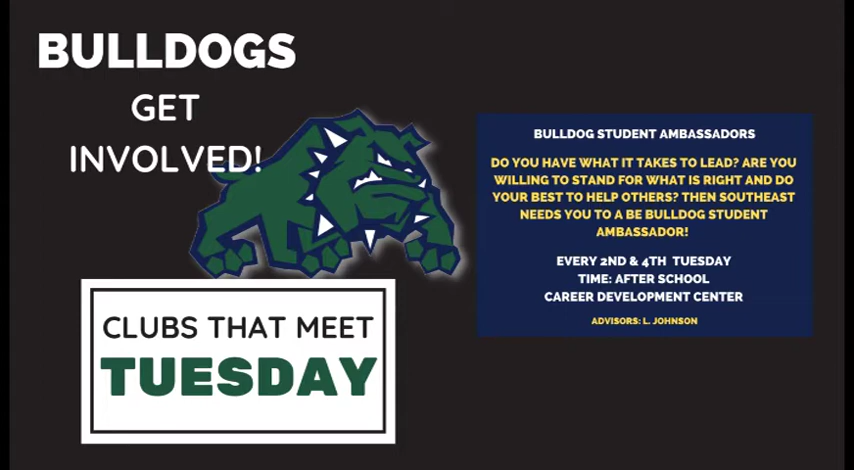 BULLDOGS
GET
INVOLVED!
CLUBS THAT MEET
TUESDAY
BULLDOG STUDENT AMBASSADORS
DO YOU HAVE WHAT IT TAKES TO LEAD? ARE YOU
WILLING TO STAND FOR WHAT IS RIGHT AND DO
YOUR BEST TO HELP OTHERS? THEN SOUTHEAST
NEEDS YOU TO A BE BULLDOG STUDENT
AMBASSADOR!
EVERY 2ND & 4TH TUESDAY
TIME: AFTER SCHOOL
CAREER DEVELOPMENT CENTER
ADVISORS: L. JOHNSON